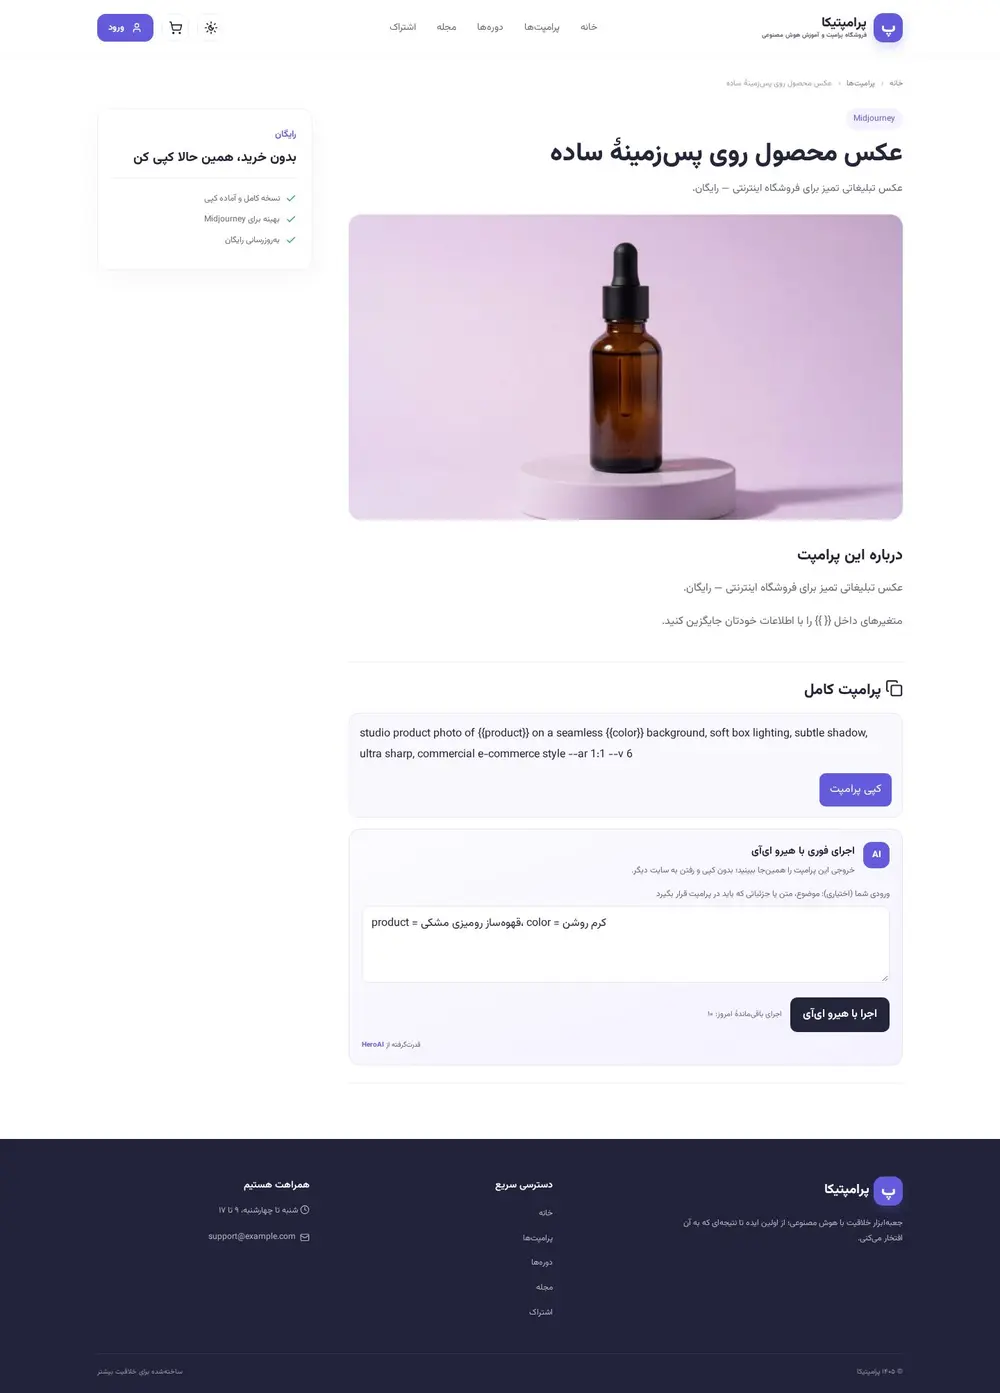 پرامپتیکا
فروشگاه پرامپت و آموزش هوش مصنوعی
خانه
پرامپت‌ها
دوره‌ها
مجله
اشتراک
ورود
خانه › پرامپت‌ها › عکس محصول روی پس‌زمینهٔ ساده
Midjourney
عکس محصول روی پس‌زمینهٔ ساده
عکس تبلیغاتی تمیز برای فروشگاه اینترنتی — رایگان.
رایگان
بدون خرید، همین حالا کپی کن
نسخه کامل و آماده کپی
بهینه برای Midjourney
به‌روزرسانی رایگان
درباره این پرامپت
عکس تبلیغاتی تمیز برای فروشگاه اینترنتی — رایگان.
متغیرهای داخل {{ }} را با اطلاعات خودتان جایگزین کنید.
پرامپت کامل
studio product photo of {{product}} on a seamless {{color}} background, soft box lighting, subtle shadow,
ultra sharp, commercial e-commerce style --ar 1:1 --v 6
کپی پرامپت
AI
اجرای فوری با هیرو ای‌آی
خروجی این پرامپت را همین‌جا ببینید؛ بدون کپی و رفتن به سایت دیگر.
ورودی شما (اختیاری): موضوع، متن یا جزئیاتی که باید در پرامپت قرار بگیرد
product = قهوه‌ساز رومیزی مشکی، color = کرم روشن
اجرا با هیرو ای‌آی
اجرای باقی‌ماندهٔ امروز: ۱۰
قدرت‌گرفته از HeroAI
پ
پرامپتیکا
جعبه‌ابزار خلاقیت با هوش مصنوعی؛ از اولین ایده تا نتیجه‌ای که به آن
افتخار می‌کنی.
دسترسی سریع
خانه
پرامپت‌ها
دوره‌ها
مجله
اشتراک
همراهت هستیم
شنبه تا چهارشنبه، ۹ تا ۱۷
support@example.com
© ۱۴۰۵ پرامپتیکا
ساخته‌شده برای خلاقیت بیشتر